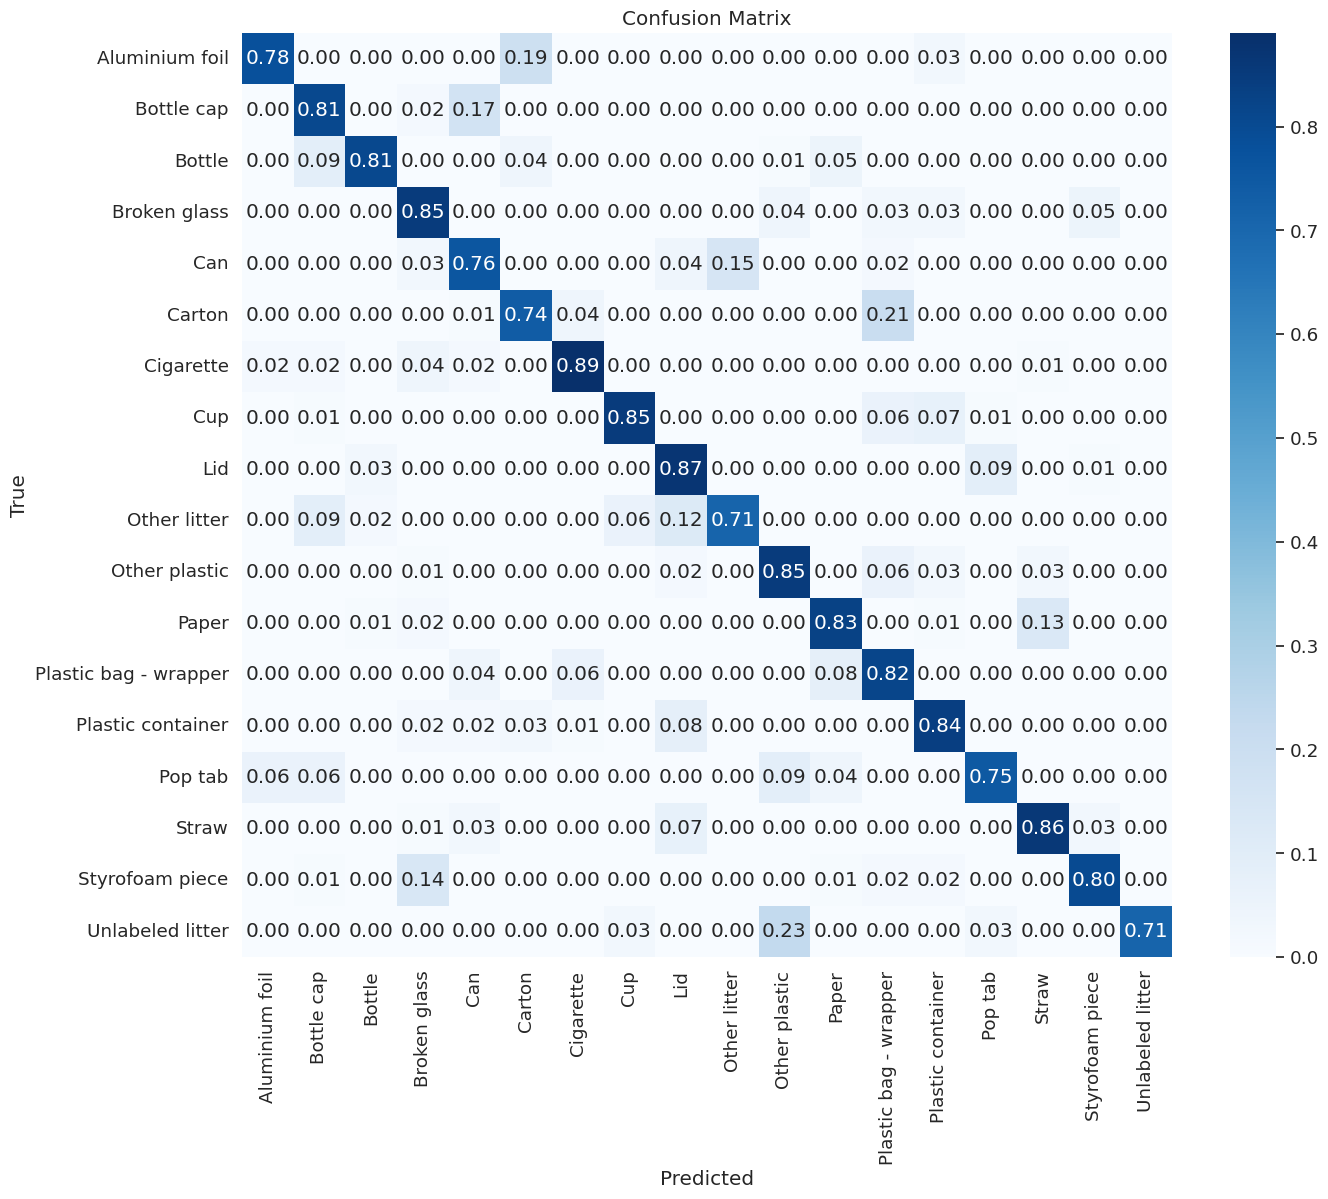 Confusion Matrix
Aluminium foil 0.78 0.00 0.00 0.00 0.00 0.19 0.00 0.00 0.00 0.00 0.00 0.00 0.00 0.03 0.00 0.00 0.00 0.00
Bottle cap 0.00 0.81 0.00 0.02 0.17 0.00 0.00 0.00 0.00 0.00 0.00 0.00 0.00 0.00 0.00 0.00 0.00 0.00
0.8
Bottle 0.00 0.09 0.81 0.00 0.00 0.04 0.00 0.00 0.00 0.00 0.01 0.05 0.00 0.00 0.00 0.00 0.00 0.00
Broken glass 0.00 0.00 0.00 0.85 0.00 0.00 0.00 0.00 0.00 0.00 0.04 0.00 0.03 0.03 0.00 0.00 0.05 0.00
0.7
Can 0.00 0.00 0.00 0.03 0.76 0.00 0.00 0.00 0.04 0.15 0.00 0.00 0.02 0.00 0.00 0.00 0.00 0.00
Carton 0.00 0.00 0.00 0.00 0.01 0.74 0.04 0.00 0.00 0.00 0.00 0.00 0.21 0.00 0.00 0.00 0.00 0.00
0.6
Cigarette 0.02 0.02 0.00 0.04 0.02 0.00 0.89 0.00 0.00 0.00 0.00 0.00 0.00 0.00 0.00 0.01 0.00 0.00
Cup 0.00 0.01 0.00 0.00 0.00 0.00 0.00 0.85 0.00 0.00 0.00 0.00 0.06 0.07 0.01 0.00 0.00 0.00
0.5
Lid 0.00 0.00 0.03 0.00 0.00 0.00 0.00 0.00 0.87 0.00 0.00 0.00 0.00 0.00 0.09 0.00 0.01 0.00
True
Other litter 0.00 0.09 0.02 0.00 0.00 0.00 0.00 0.06 0.12 0.71 0.00 0.00 0.00 0.00 0.00 0.00 0.00 0.00
0.4
Other plastic 0.00 0.00 0.00 0.01 0.00 0.00 0.00 0.00 0.02 0.00 0.85 0.00 0.06 0.03 0.00 0.03 0.00 0.00
Paper 0.00 0.00 0.01 0.02 0.00 0.00 0.00 0.00 0.00 0.00 0.00 0.83 0.00 0.01 0.00 0.13 0.00 0.00
0.3
Plastic bag - wrapper 0.00 0.00 0.00 0.00 0.04 0.00 0.06 0.00 0.00 0.00 0.00 0.08 0.82 0.00 0.00 0.00 0.00 0.00
Plastic container 0.00 0.00 0.00 0.02 0.02 0.03 0.01 0.00 0.08 0.00 0.00 0.00 0.00 0.84 0.00 0.00 0.00 0.00
0.2
Pop tab 0.06 0.06 0.00 0.00 0.00 0.00 0.00 0.00 0.00 0.00 0.09 0.04 0.00 0.00 0.75 0.00 0.00 0.00
Straw 0.00 0.00 0.00 0.01 0.03 0.00 0.00 0.00 0.07 0.00 0.00 0.00 0.00 0.00 0.00 0.86 0.03 0.00
0.1
Styrofoam piece 0.00 0.01 0.00 0.14 0.00 0.00 0.00 0.00 0.00 0.00 0.00 0.01 0.02 0.02 0.00 0.00 0.80 0.00
Unlabeled litter 0.00 0.00 0.00 0.00 0.00 0.00 0.00 0.03 0.00 0.00 0.23 0.00 0.00 0.00 0.03 0.00 0.00 0.71
0.0
Aluminium foil
Bottle cap
Bottle
Broken glass
Can
Carton
Cigarette
Cup
Lid
Other litter
Other plastic
Paper
Plastic bag - wrapper
Plastic container
Pop tab
Straw
Styrofoam piece
Unlabeled litter
Predicted